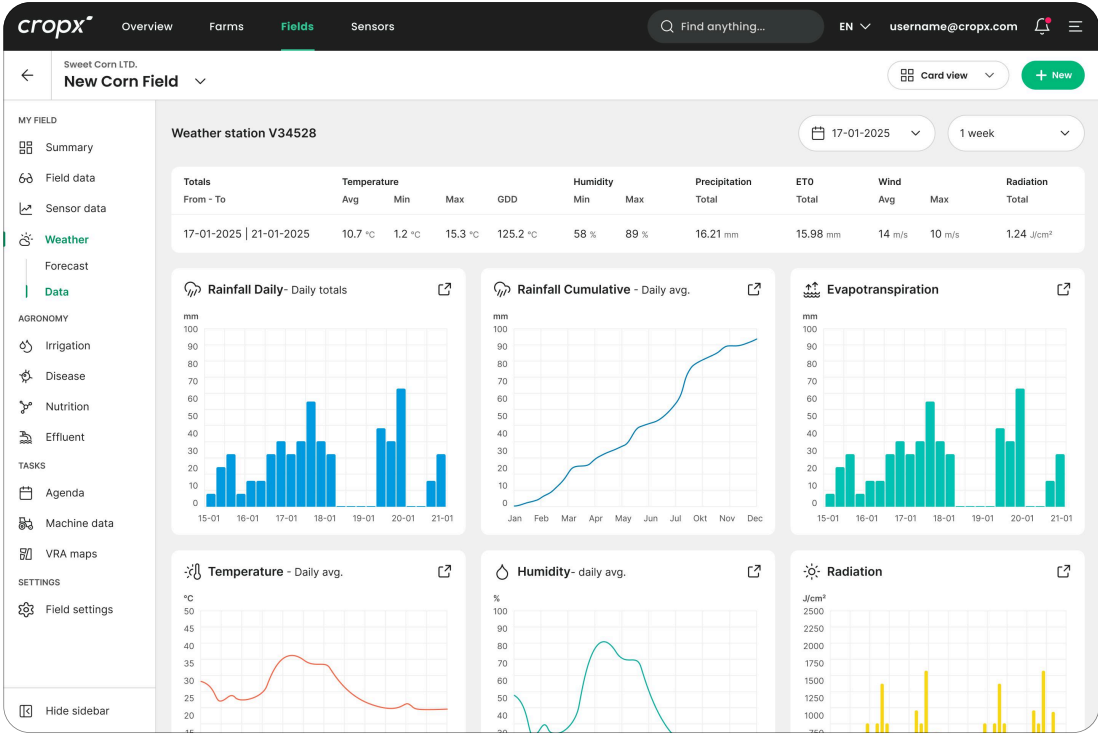 cropx
Overview Farms Fields Sensors Find anything... EN username@cropx.com
Sweet Corn LTD.
New Corn Field Card view + New
MY FIELD
Summary
Field data
Sensor data
Weather
Forecast
Data
AGRONOMY
Irrigation
Disease
Nutrition
Effluent
TASKS
Agenda
Machine data
VRA maps
SETTINGS
Field settings
Hide sidebar
Weather station V34528 17-01-2025 1 week
Totals Temperature Humidity Precipitation ET0 Wind Radiation
From - To Avg Min Max GDD Min Max Total Total Avg Max Total
17-01-2025 | 21-01-2025 10.7 °C 1.2 °C 15.3 °C 125.2 °C 58 % 89 % 16.21 mm 15.98 mm 14 m/s 10 m/s 1.24 J/cm²
Rainfall Daily- Daily totals
mm
100
90
80
70
60
50
40
30
20
10
0
15-01 16-01 17-01 18-01 19-01 20-01 21-01
Rainfall Cumulative - Daily avg.
mm
100
90
80
70
60
50
40
30
20
10
0
Jan Feb Mar Apr May Jun Jul Okt Nov Dec
Evapotranspiration
mm
100
90
80
70
60
50
40
30
20
10
0
15-01 16-01 17-01 18-01 19-01 20-01 21-01
Temperature - Daily avg.
°C
50
45
40
35
30
25
20
15
Humidity- daily avg.
%
100
90
80
70
60
50
40
30
Radiation
J/cm²
2500
2250
2000
1750
1500
1250
1000
750